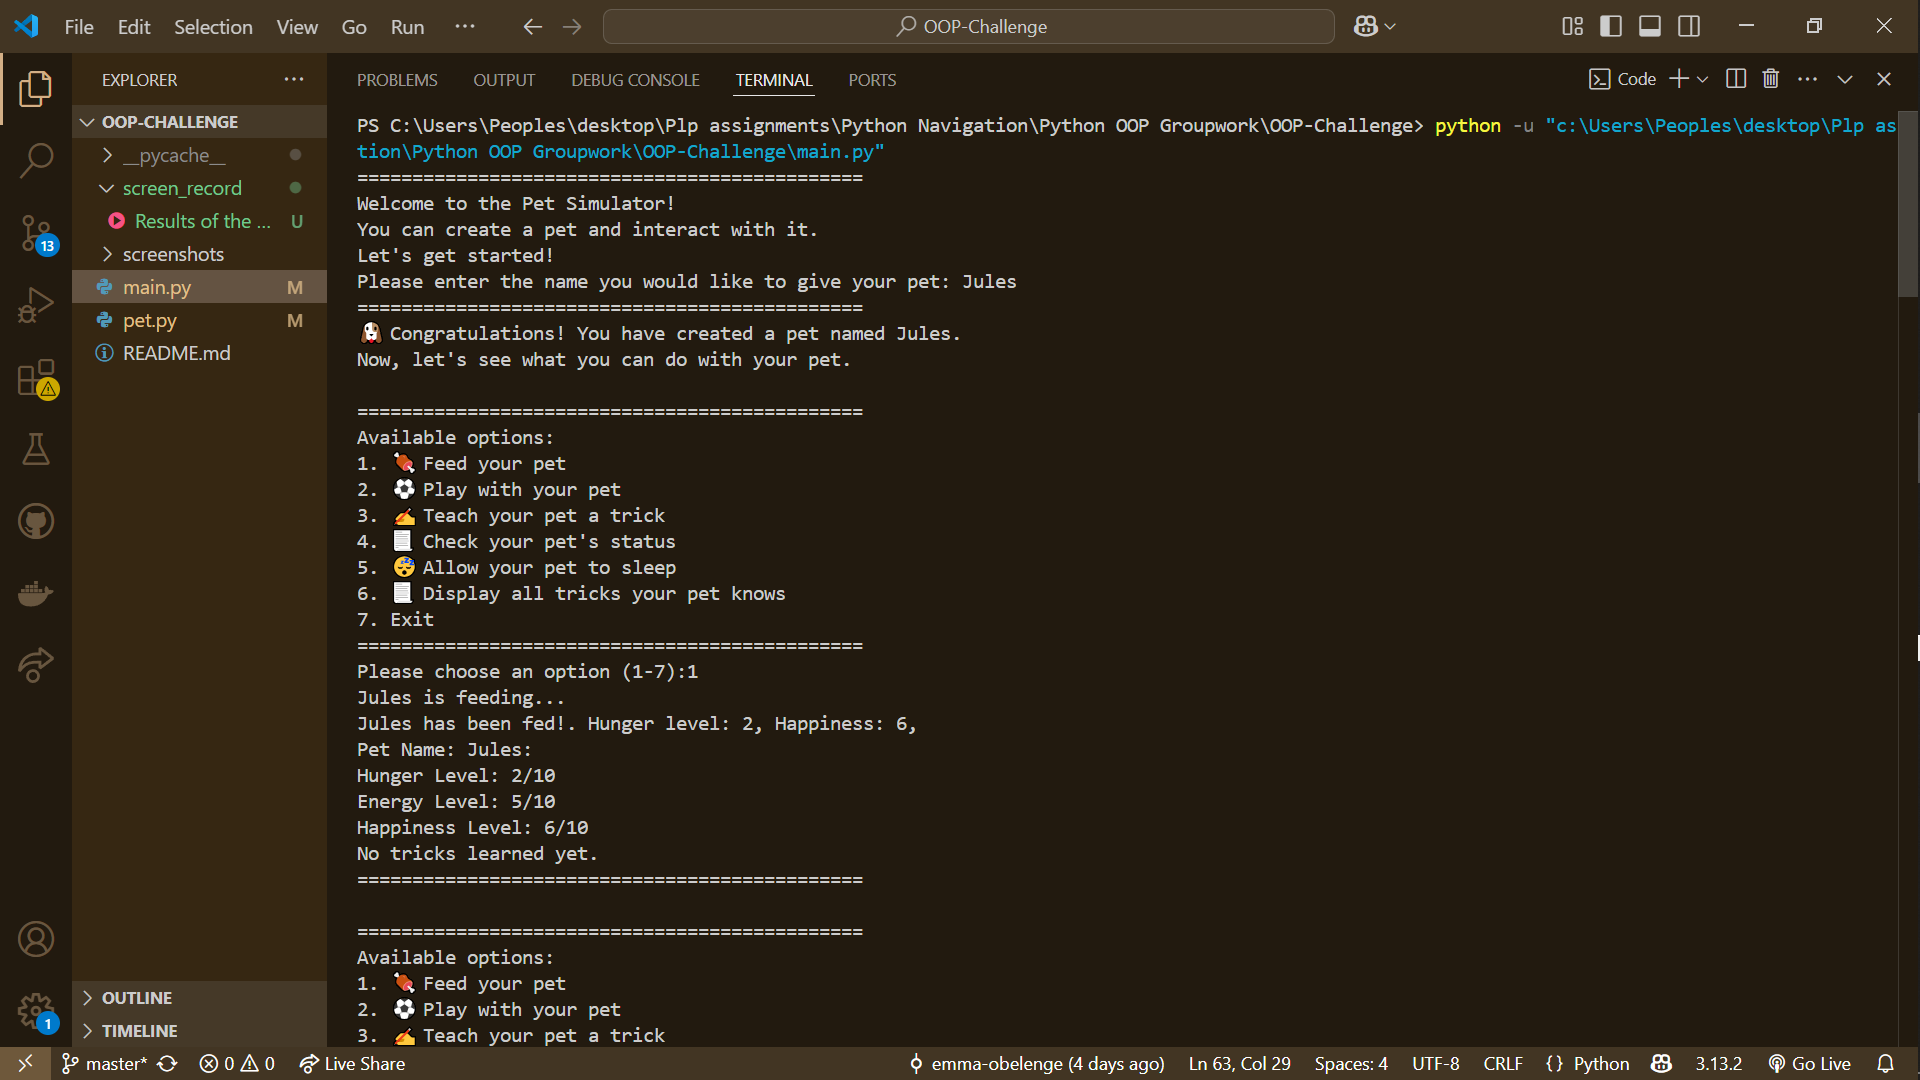 File Edit Selection View Go Run ... OOP-Challenge
EXPLORER ...
OOP-CHALLENGE
__pycache__
screen_record
Results of the ... U
screenshots
main.py M
pet.py M
README.md
OUTLINE
TIMELINE
13
1
PROBLEMS OUTPUT DEBUG CONSOLE TERMINAL PORTS Code
PS C:\Users\Peoples\desktop\Plp assignments\Python Navigation\Python OOP Groupwork\OOP-Challenge> python -u "c:\Users\Peoples\desktop\Plp as
tion\Python OOP Groupwork\OOP-Challenge\main.py"
==============================================
Welcome to the Pet Simulator!
You can create a pet and interact with it.
Let's get started!
Please enter the name you would like to give your pet: Jules
==============================================
🐶 Congratulations! You have created a pet named Jules.
Now, let's see what you can do with your pet.
==============================================
Available options:
1. 🍖 Feed your pet
2. ⚽ Play with your pet
3. ✍ Teach your pet a trick
4. 📃 Check your pet's status
5. 😴 Allow your pet to sleep
6. 📃 Display all tricks your pet knows
7. Exit
==============================================
Please choose an option (1-7):1
Jules is feeding...
Jules has been fed!. Hunger level: 2, Happiness: 6,
Pet Name: Jules:
Hunger Level: 2/10
Energy Level: 5/10
Happiness Level: 6/10
No tricks learned yet.
==============================================
==============================================
Available options:
1. 🍖 Feed your pet
2. ⚽ Play with your pet
3. ✍ Teach your pet a trick
master* 0 0 Live Share emma-obelenge (4 days ago) Ln 63, Col 29 Spaces: 4 UTF-8 CRLF {} Python 3.13.2 Go Live